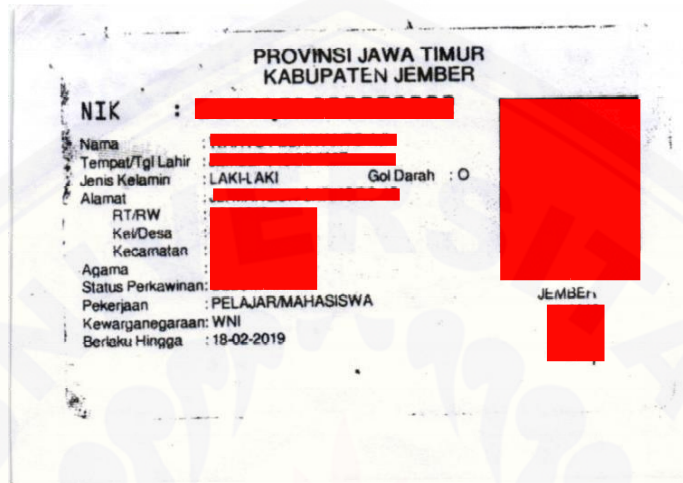 PROVINSI JAWA TIMUR
KABUPATEN JEMBER
NIK :
Nama :
Tempat/Tgl Lahir :
Jenis Kelamin : LAKI-LAKI Gol Darah : O
Alamat :
RT/RW :
Kel/Desa :
Kecamatan :
Agama :
Status Perkawinan:
Pekerjaan : PELAJAR/MAHASISWA
Kewarganegaraan: WNI
Berlaku Hingga : 18-02-2019
JEMBER